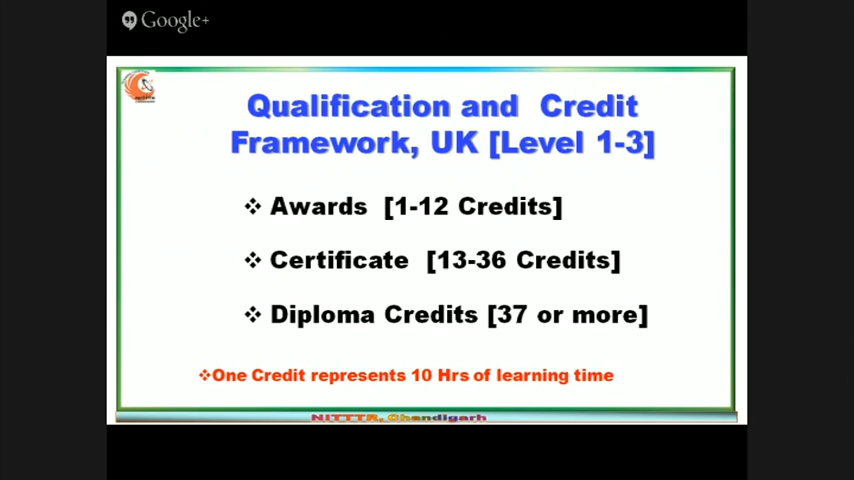 Google+
Qualification and Credit
Framework, UK [Level 1-3]
❖ Awards [1-12 Credits]
❖ Certificate [13-36 Credits]
❖ Diploma Credits [37 or more]
❖One Credit represents 10 Hrs of learning time
NITTTR, Chandigarh